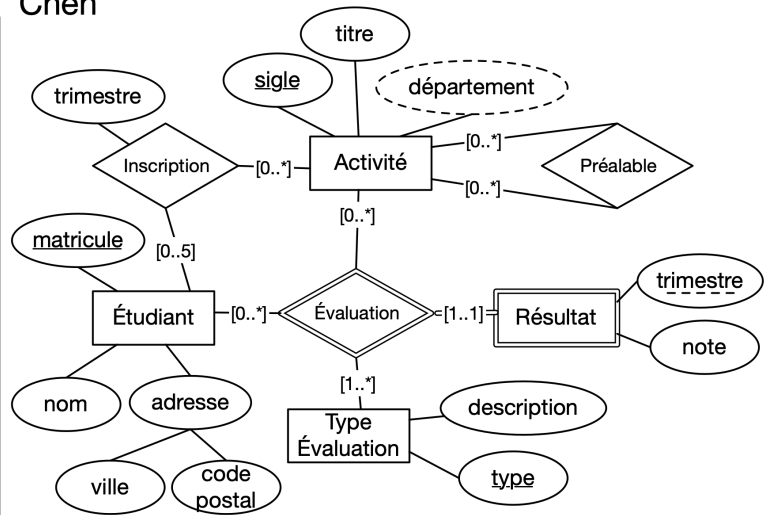 Chen
titre
sigle
département
trimestre
[0..*]
Inscription
[0..*]
Activité
Préalable
[0..*]
[0..*]
matricule
[0..5]
trimestre
Étudiant
[0..*]
Évaluation
[1..1]
Résultat
note
[1..*]
nom
adresse
description
Type
Évaluation
ville
code
postal
type